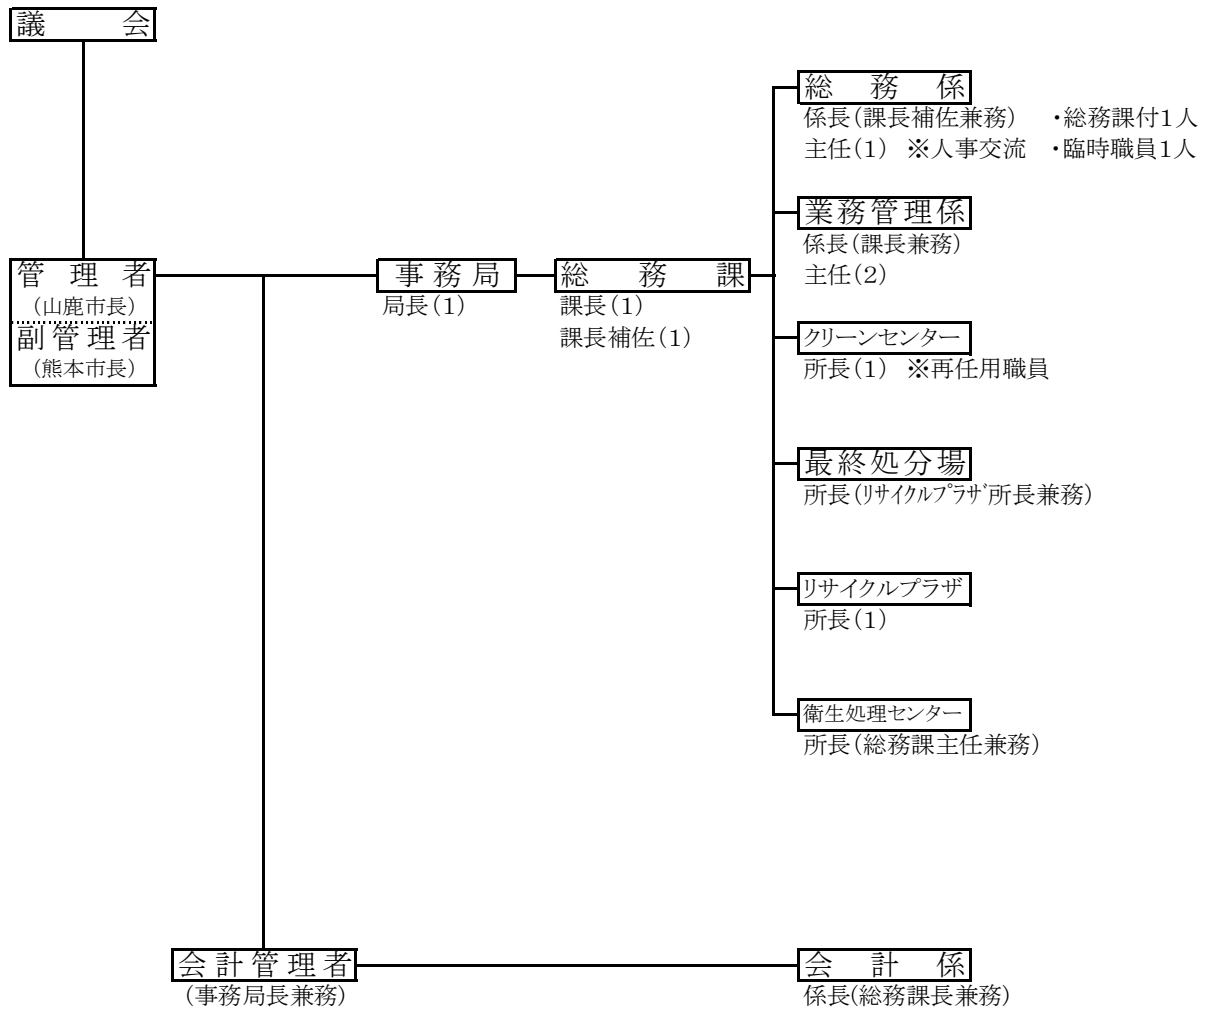 議会
総務係
係長(課長補佐兼務) ・総務課付1人
主任(1) ※人事交流 ・臨時職員1人
業務管理係
係長(課長兼務)
主任(2)
管理者
(山鹿市長)
副管理者
(熊本市長)
事務局
局長(1)
総務課
課長(1)
課長補佐(1)
クリーンセンター
所長(1) ※再任用職員
最終処分場
所長(ﾘｻｲｸﾙﾌﾟﾗｻﾞ所長兼務)
リサイクルプラザ
所長(1)
衛生処理センター
所長(総務課主任兼務)
会計管理者
(事務局長兼務)
会計係
係長(総務課長兼務)